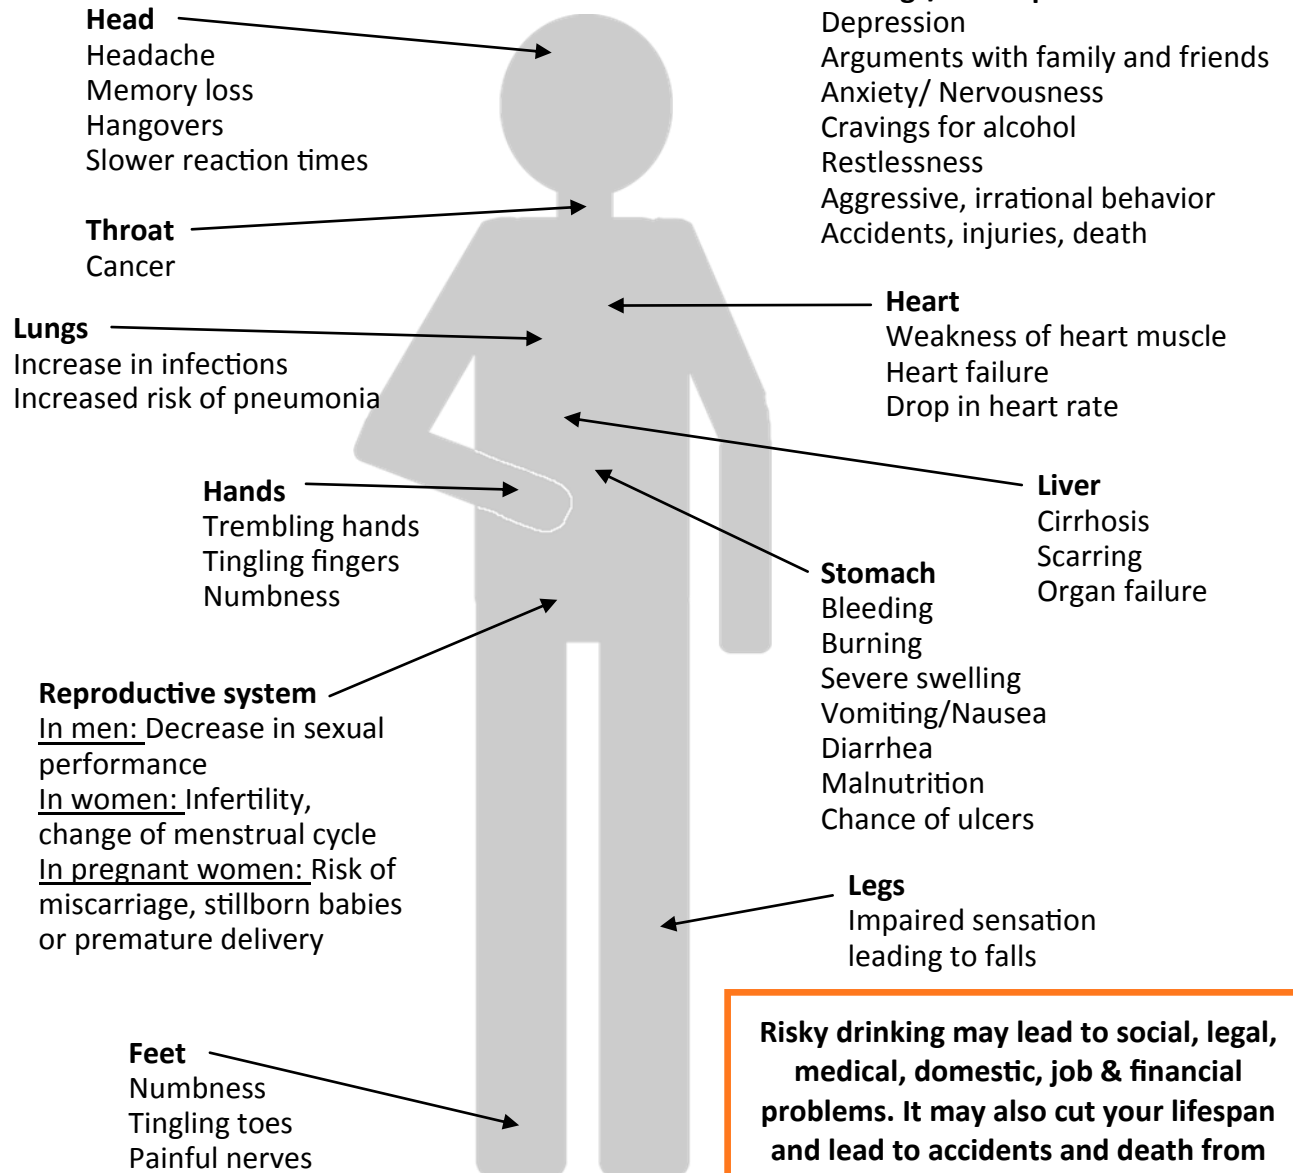 Head
Headache
Memory loss
Hangovers
Slower reaction times
Depression
Arguments with family and friends
Anxiety/ Nervousness
Cravings for alcohol
Restlessness
Aggressive, irrational behavior
Accidents, injuries, death
Throat
Cancer
Heart
Weakness of heart muscle
Heart failure
Drop in heart rate
Lungs
Increase in infections
Increased risk of pneumonia
Hands
Trembling hands
Tingling fingers
Numbness
Liver
Cirrhosis
Scarring
Organ failure
Stomach
Bleeding
Burning
Severe swelling
Vomiting/Nausea
Diarrhea
Malnutrition
Chance of ulcers
Reproductive system
In men: Decrease in sexual
performance
In women: Infertility,
change of menstrual cycle
In pregnant women: Risk of
miscarriage, stillborn babies
or premature delivery
Legs
Impaired sensation
leading to falls
Feet
Numbness
Tingling toes
Painful nerves
Risky drinking may lead to social, legal,
medical, domestic, job & financial
problems. It may also cut your lifespan
and lead to accidents and death from